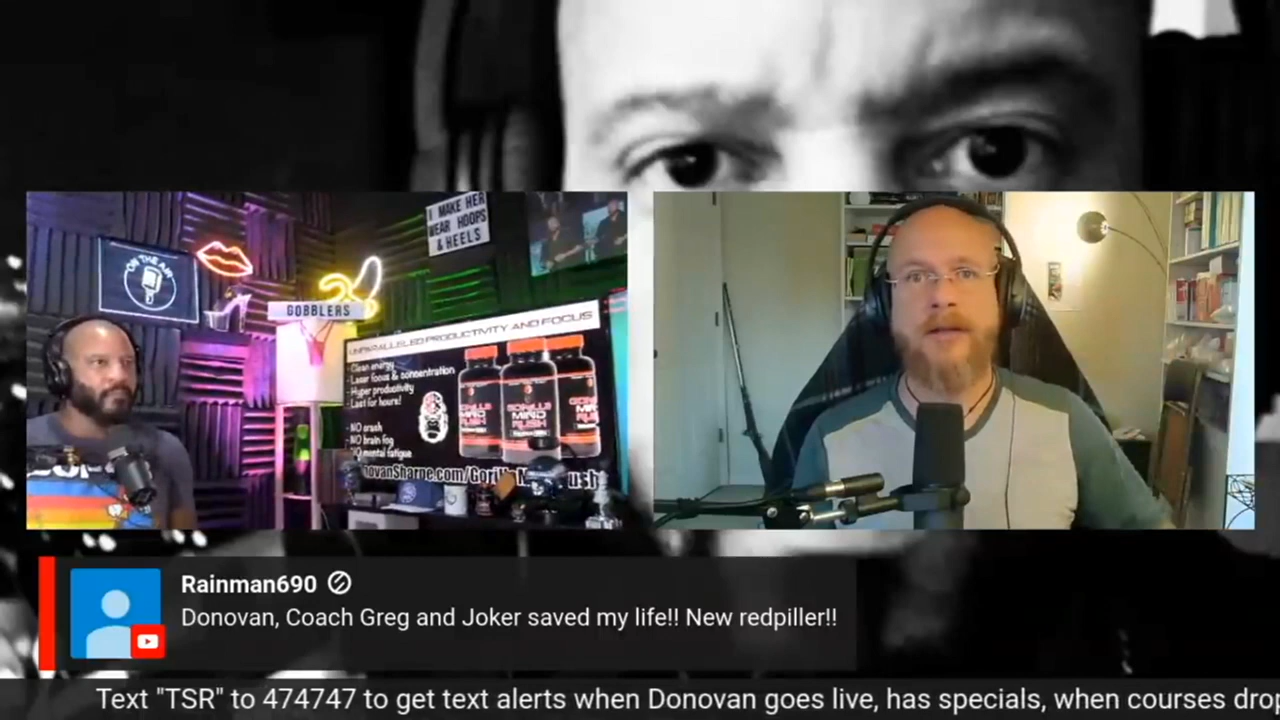 I MAKE HER
WEAR HOOPS
& HEELS
ON THE AIR
GOBBLERS
UNPARALLELED PRODUCTIVITY AND FOCUS
- Clean energy
- Laser focus & concentration
- Hyper productivity
- Last for hours!
- NO crash
- NO brain fog
NO mental fatigue
GORILLA
MIND
RUSH
Rainman690
Donovan, Coach Greg and Joker saved my life!! New redpiller!!
Text "TSR" to 474747 to get text alerts when Donovan goes live, has specials, when courses drop